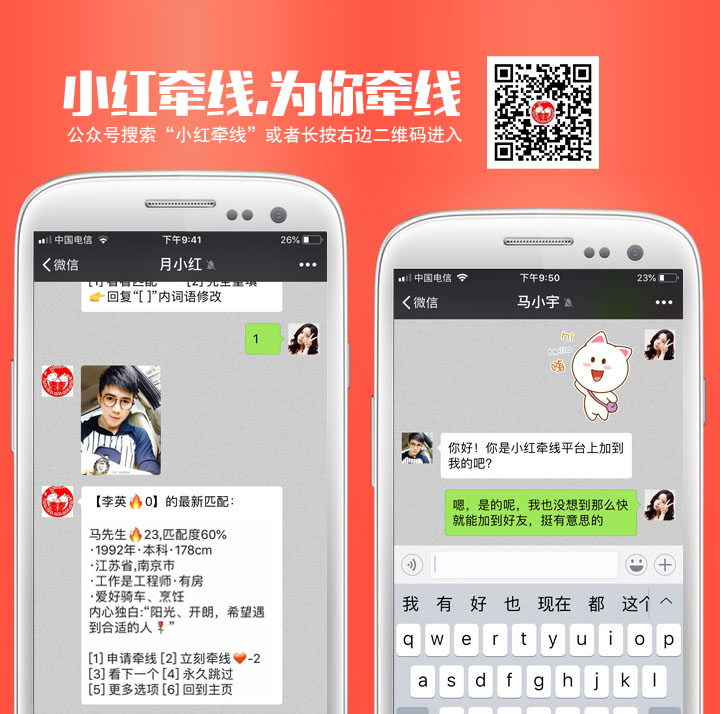 小红牵线,为你牵线
公众号搜索“小红牵线”或者长按右边二维码进入
中国电信
下午9:41
26%
微信
月小红
回复“[ ]”内词语修改
1
【李英🔥0】的最新匹配：
马先生🔥23,匹配度60%
·1992年·本科·178cm
·江苏省,南京市
·工作是工程师·有房
·爱好骑车、烹饪
内心独白:“阳光、开朗，希望遇
到合适的人🌹”
[1] 申请牵线 [2] 立刻牵线❤️-2
[3] 看下一个 [4] 永久跳过
[5] 更多选项 [6] 回到主页
中国电信
下午9:50
23%
微信
马小宇
hi
hello
嗨
你好！你是小红牵线平台上加到
我的吧？
嗯，是的呢，我也没想到那么快
就能加到好友，挺有意思的
我 有 好 也 现在 都 这个
q w e r t y u i o p
a s d f g h j k l